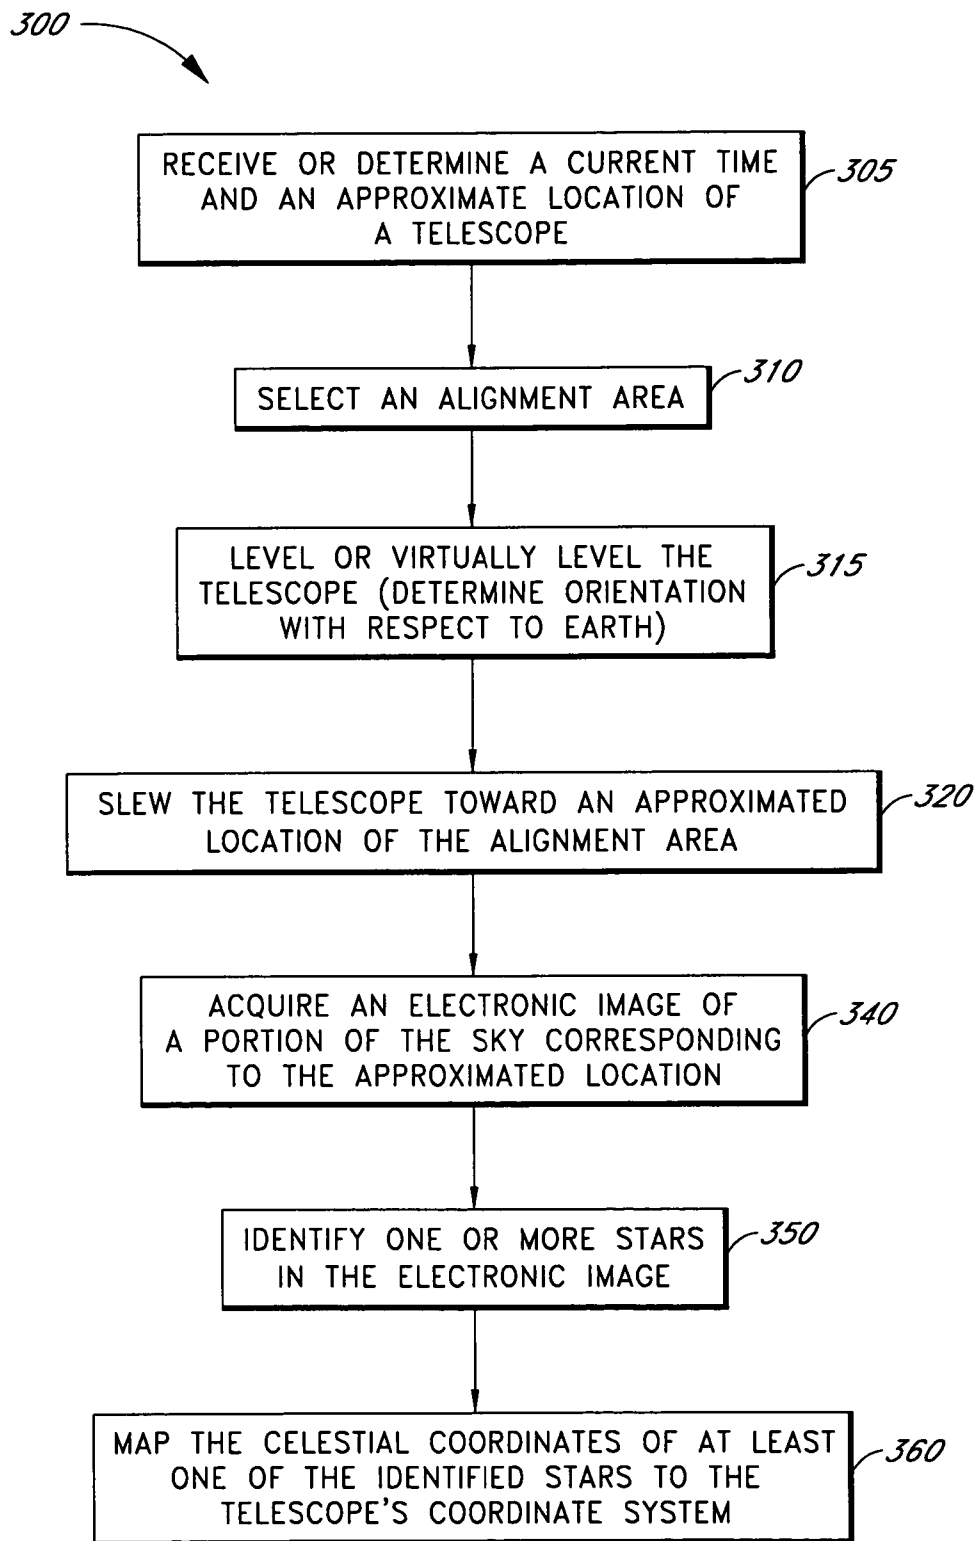 300
RECEIVE OR DETERMINE A CURRENT TIME
AND AN APPROXIMATE LOCATION OF
A TELESCOPE
305
SELECT AN ALIGNMENT AREA
310
LEVEL OR VIRTUALLY LEVEL THE
TELESCOPE (DETERMINE ORIENTATION
WITH RESPECT TO EARTH)
315
SLEW THE TELESCOPE TOWARD AN APPROXIMATED
LOCATION OF THE ALIGNMENT AREA
320
ACQUIRE AN ELECTRONIC IMAGE OF
A PORTION OF THE SKY CORRESPONDING
TO THE APPROXIMATED LOCATION
340
IDENTIFY ONE OR MORE STARS
IN THE ELECTRONIC IMAGE
350
MAP THE CELESTIAL COORDINATES OF AT LEAST
ONE OF THE IDENTIFIED STARS TO THE
TELESCOPE'S COORDINATE SYSTEM
360